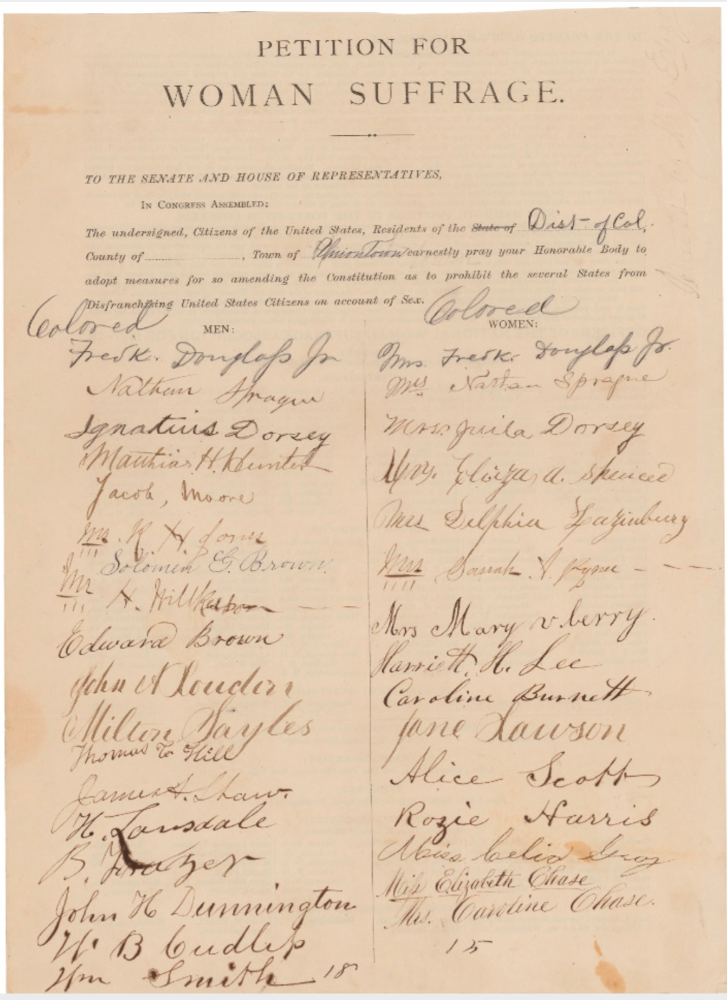 PETITION FOR
WOMAN SUFFRAGE.
TO THE SENATE AND HOUSE OF REPRESENTATIVES,
IN CONGRESS ASSEMBLED:
The undersigned, Citizens of the United States, Residents of the State of Dist- of Col,
County of , Town of Uniontown earnestly pray your Honorable Body to
adopt measures for so amending the Constitution as to prohibit the several States from
Disfranchising United States Citizens on account of Sex.
Colored MEN:
Fredk. Douglass Jr
Nathan Sprague
Ignatius Dorsey
Matthias H. Hunter
Jacob, Moore
Mr. R. H Jones
Solomon G. Brown.
Mr H. Wilkerson
Edward Brown
John A Loudon
Milton Sayles
Thomas Hill
James Shaw.
H. Lonsdale
B. Frazer
John H Dunnington
W. B Cudlip
Wm Smith 18
Colored WOMEN:
Mrs. Fredk. Douglass Jr.
Mrs Nathan Sprague
Mrs. Dorsey
Mrs. Eliza, A. Spencer
Mrs Delphia
Mrs Sarah J.
Mrs Mary v. berry.
Harriett. H. Lee
Caroline Burnett
Jane Lawson
Alice Scott
Rozie Harris
Miss Celia Gray
Miss Elizabeth Chase
Mrs. Caroline Chase.
15